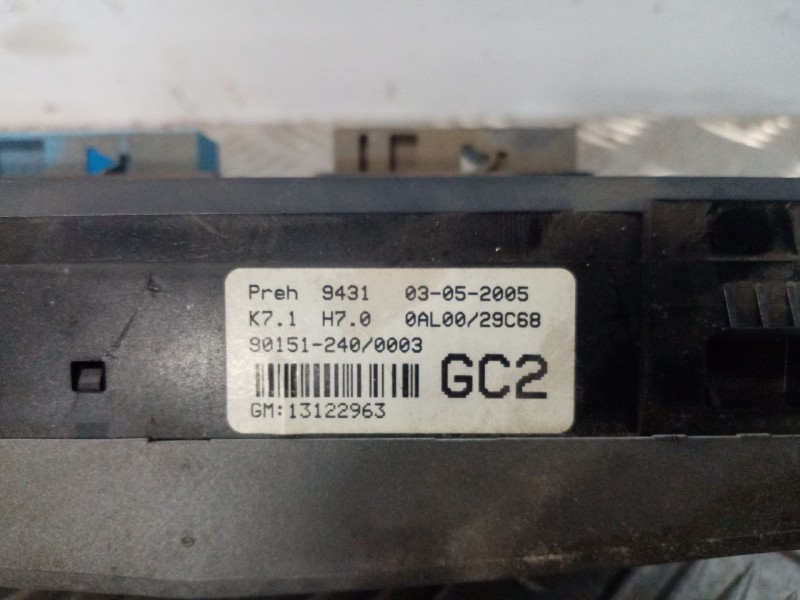 Preh 9431 03-05-2005
K7.1 H7.0 0AL00/29C68
90151-240/0003
GC2
GM:13122963